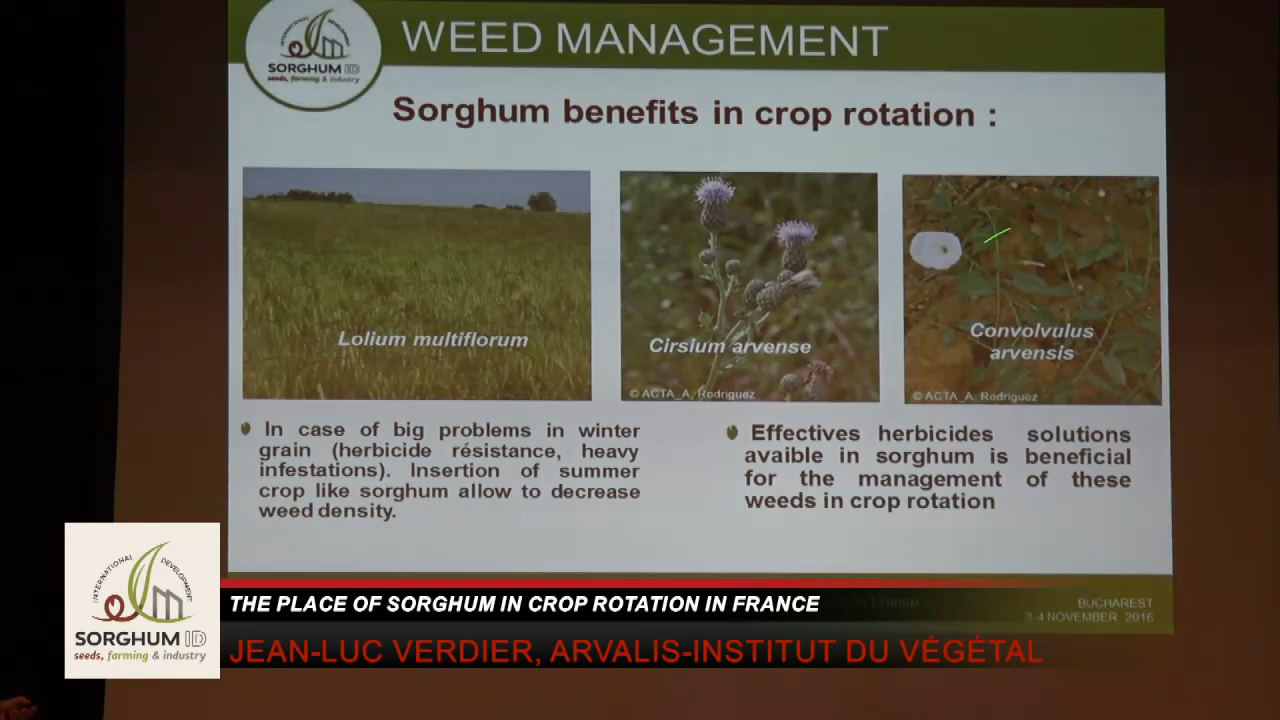 INTERNATIONAL
SORGHUM ID
seeds, farming & industry
WEED MANAGEMENT
Sorghum benefits in crop rotation :
Lolium multiflorum
Cirsium arvense
© ACTA_A. Rodriguez
Convolvulus
arvensis
© ACTA_A. Rodriguez
In case of big problems in winter
grain (herbicide résistance, heavy
infestations). Insertion of summer
crop like sorghum allow to decrease
weed density.
Effectives herbicides solutions
avaible in sorghum is beneficial
for the management of these
weeds in crop rotation
BUCHAREST
3-4 NOVEMBER 2016
INTERNATIONAL DEVELOPMENT
SORGHUM ID
seeds, farming & industry
THE PLACE OF SORGHUM IN CROP ROTATION IN FRANCE
JEAN-LUC VERDIER, ARVALIS-INSTITUT DU VÉGÉTAL